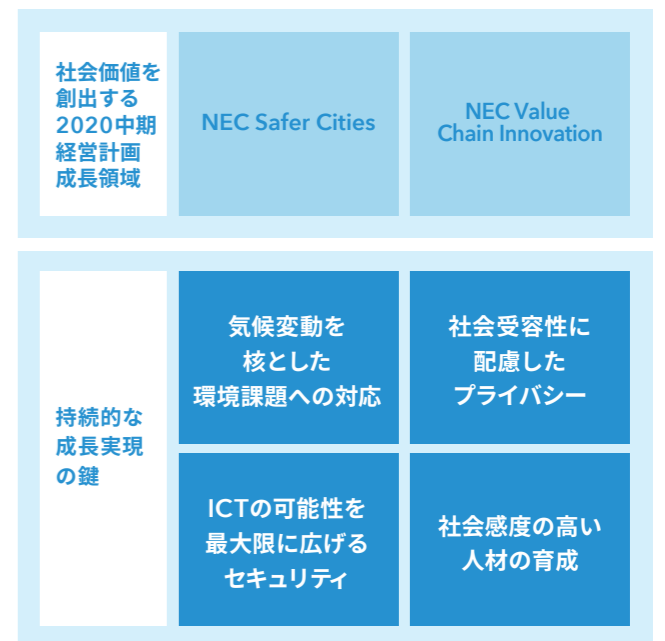 社会価値を
創出する
2020中期
経営計画
成長領域
NEC Safer Cities
NEC Value
Chain Innovation
持続的な
成長実現
の鍵
気候変動を
核とした
環境課題への対応
社会受容性に
配慮した
プライバシー
ICTの可能性を
最大限に広げる
セキュリティ
社会感度の高い
人材の育成